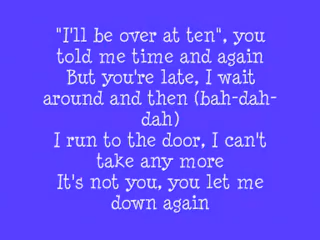 "I'll be over at ten", you
told me time and again
But you're late, I wait
around and then (bah-dah-
dah)
I run to the door, I can't
take any more
It's not you, you let me
down again